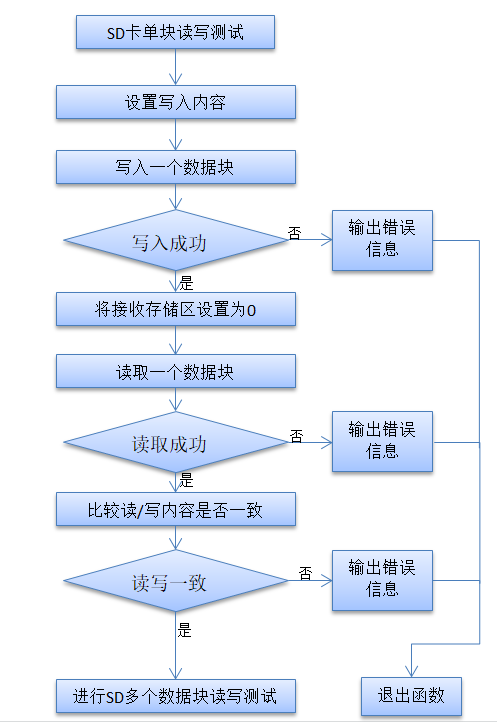 SD卡单块读写测试
设置写入内容
写入一个数据块
写入成功
否
输出错误
信息
是
将接收存储区设置为0
读取一个数据块
读取成功
否
输出错误
信息
是
比较读/写内容是否一致
读写一致
否
输出错误
信息
是
进行SD多个数据块读写测试
退出函数